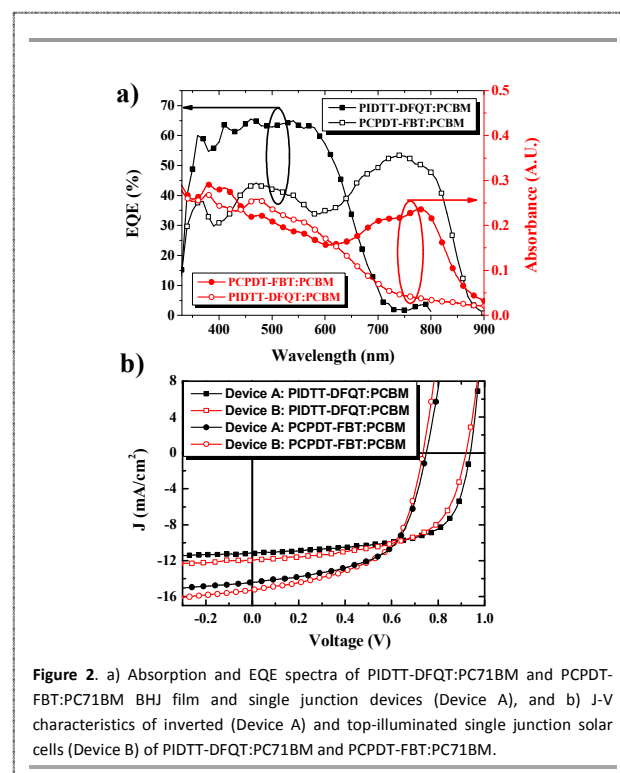 a)
PIDTT-DFQT:PCBM
PCPDT-FBT:PCBM
PCPDT-FBT:PCBM
PIDTT-DFQT:PCBM
EQE (%)
70
60
50
40
30
20
10
0
Absorbance (A.U.)
0.5
0.4
0.3
0.2
0.1
0.0
400 500 600 700 800 900
Wavelength (nm)
b)
Device A: PIDTT-DFQT:PCBM
Device B: PIDTT-DFQT:PCBM
Device A: PCPDT-FBT:PCBM
Device B: PCPDT-FBT:PCBM
J (mA/cm²)
8
4
0
-4
-8
-12
-16
-0.2 0.0 0.2 0.4 0.6 0.8 1.0
Voltage (V)
Figure 2. a) Absorption and EQE spectra of PIDTT-DFQT:PC71BM and PCPDT-
FBT:PC71BM BHJ film and single junction devices (Device A), and b) J-V
characteristics of inverted (Device A) and top-illuminated single junction solar
cells (Device B) of PIDTT-DFQT:PC71BM and PCPDT-FBT:PC71BM.